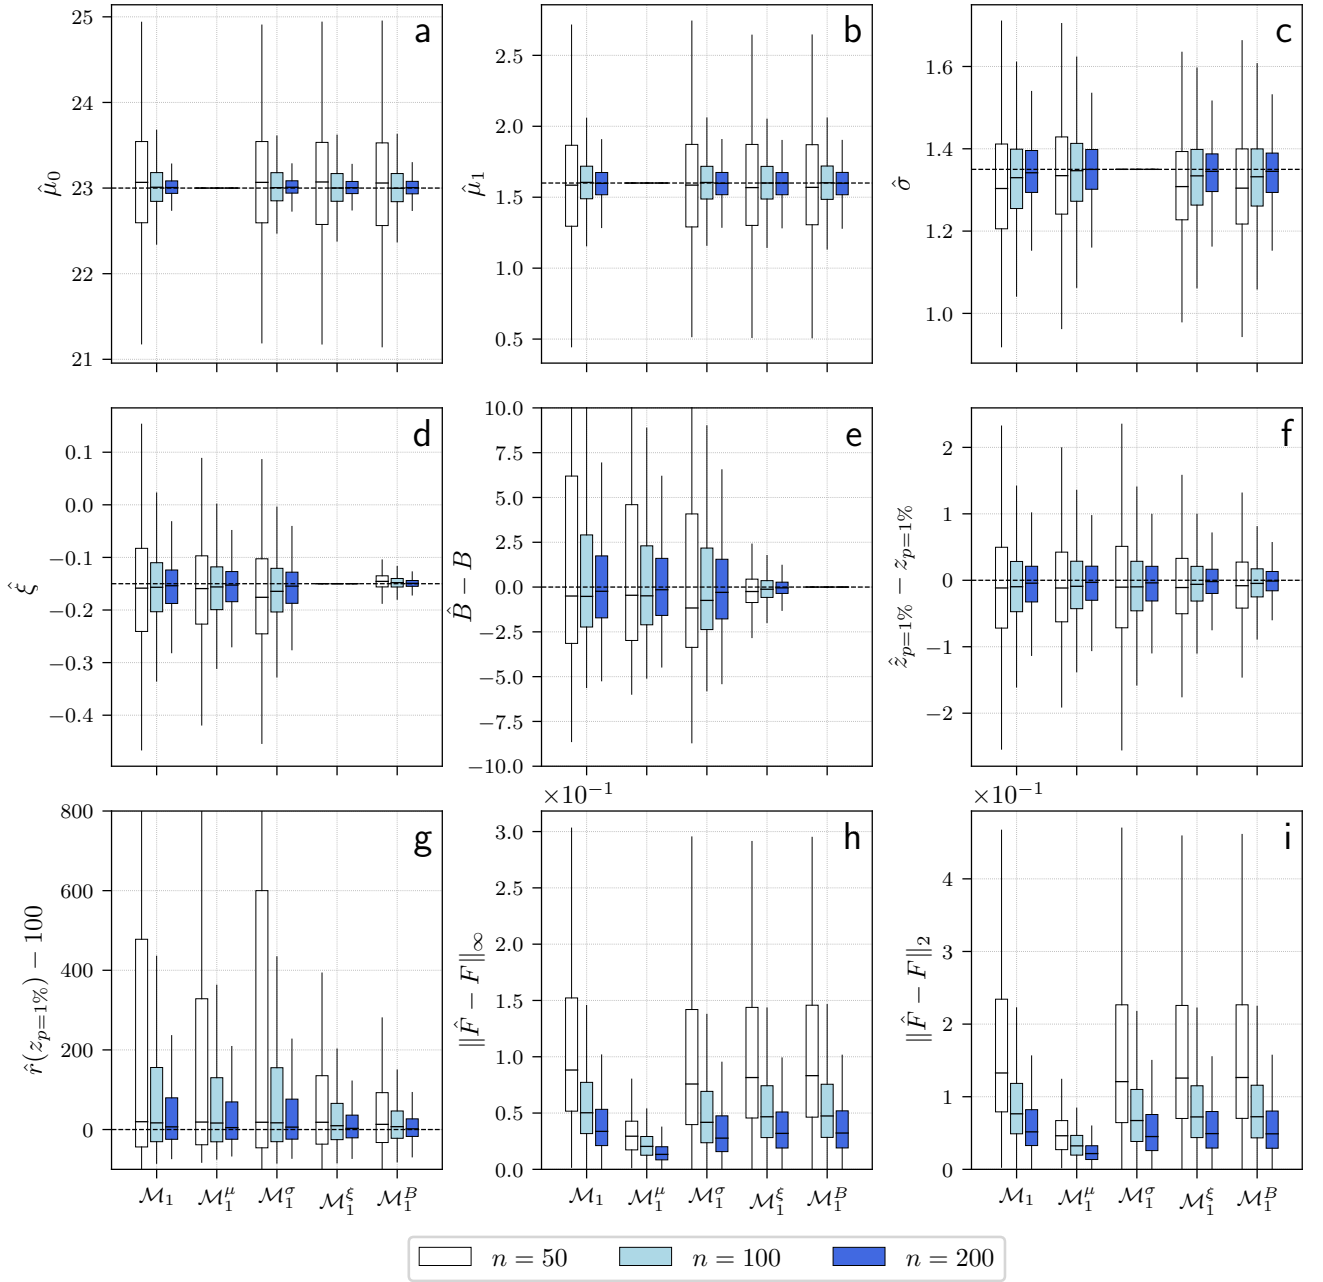 a
25
24
23
22
21
μ̂₀
b
2.5
2.0
1.5
1.0
0.5
μ̂₁
c
1.6
1.4
1.2
1.0
σ̂
d
0.1
0.0
−0.1
−0.2
−0.3
−0.4
ξ̂
e
10.0
7.5
5.0
2.5
0.0
−2.5
−5.0
−7.5
−10.0
B̂ − B
f
2
1
0
−1
−2
ẑ_{p=1%} − z_{p=1%}
g
800
600
400
200
0
r̂(z_{p=1%}) − 100
×10⁻¹
h
3.0
2.5
2.0
1.5
1.0
0.5
0.0
||F̂ − F||_∞
×10⁻¹
i
4
3
2
1
0
||F̂ − F||₂
ℳ₁ ℳ₁^μ ℳ₁^σ ℳ₁^ξ ℳ₁^B
ℳ₁ ℳ₁^μ ℳ₁^σ ℳ₁^ξ ℳ₁^B
ℳ₁ ℳ₁^μ ℳ₁^σ ℳ₁^ξ ℳ₁^B
n = 50 n = 100 n = 200